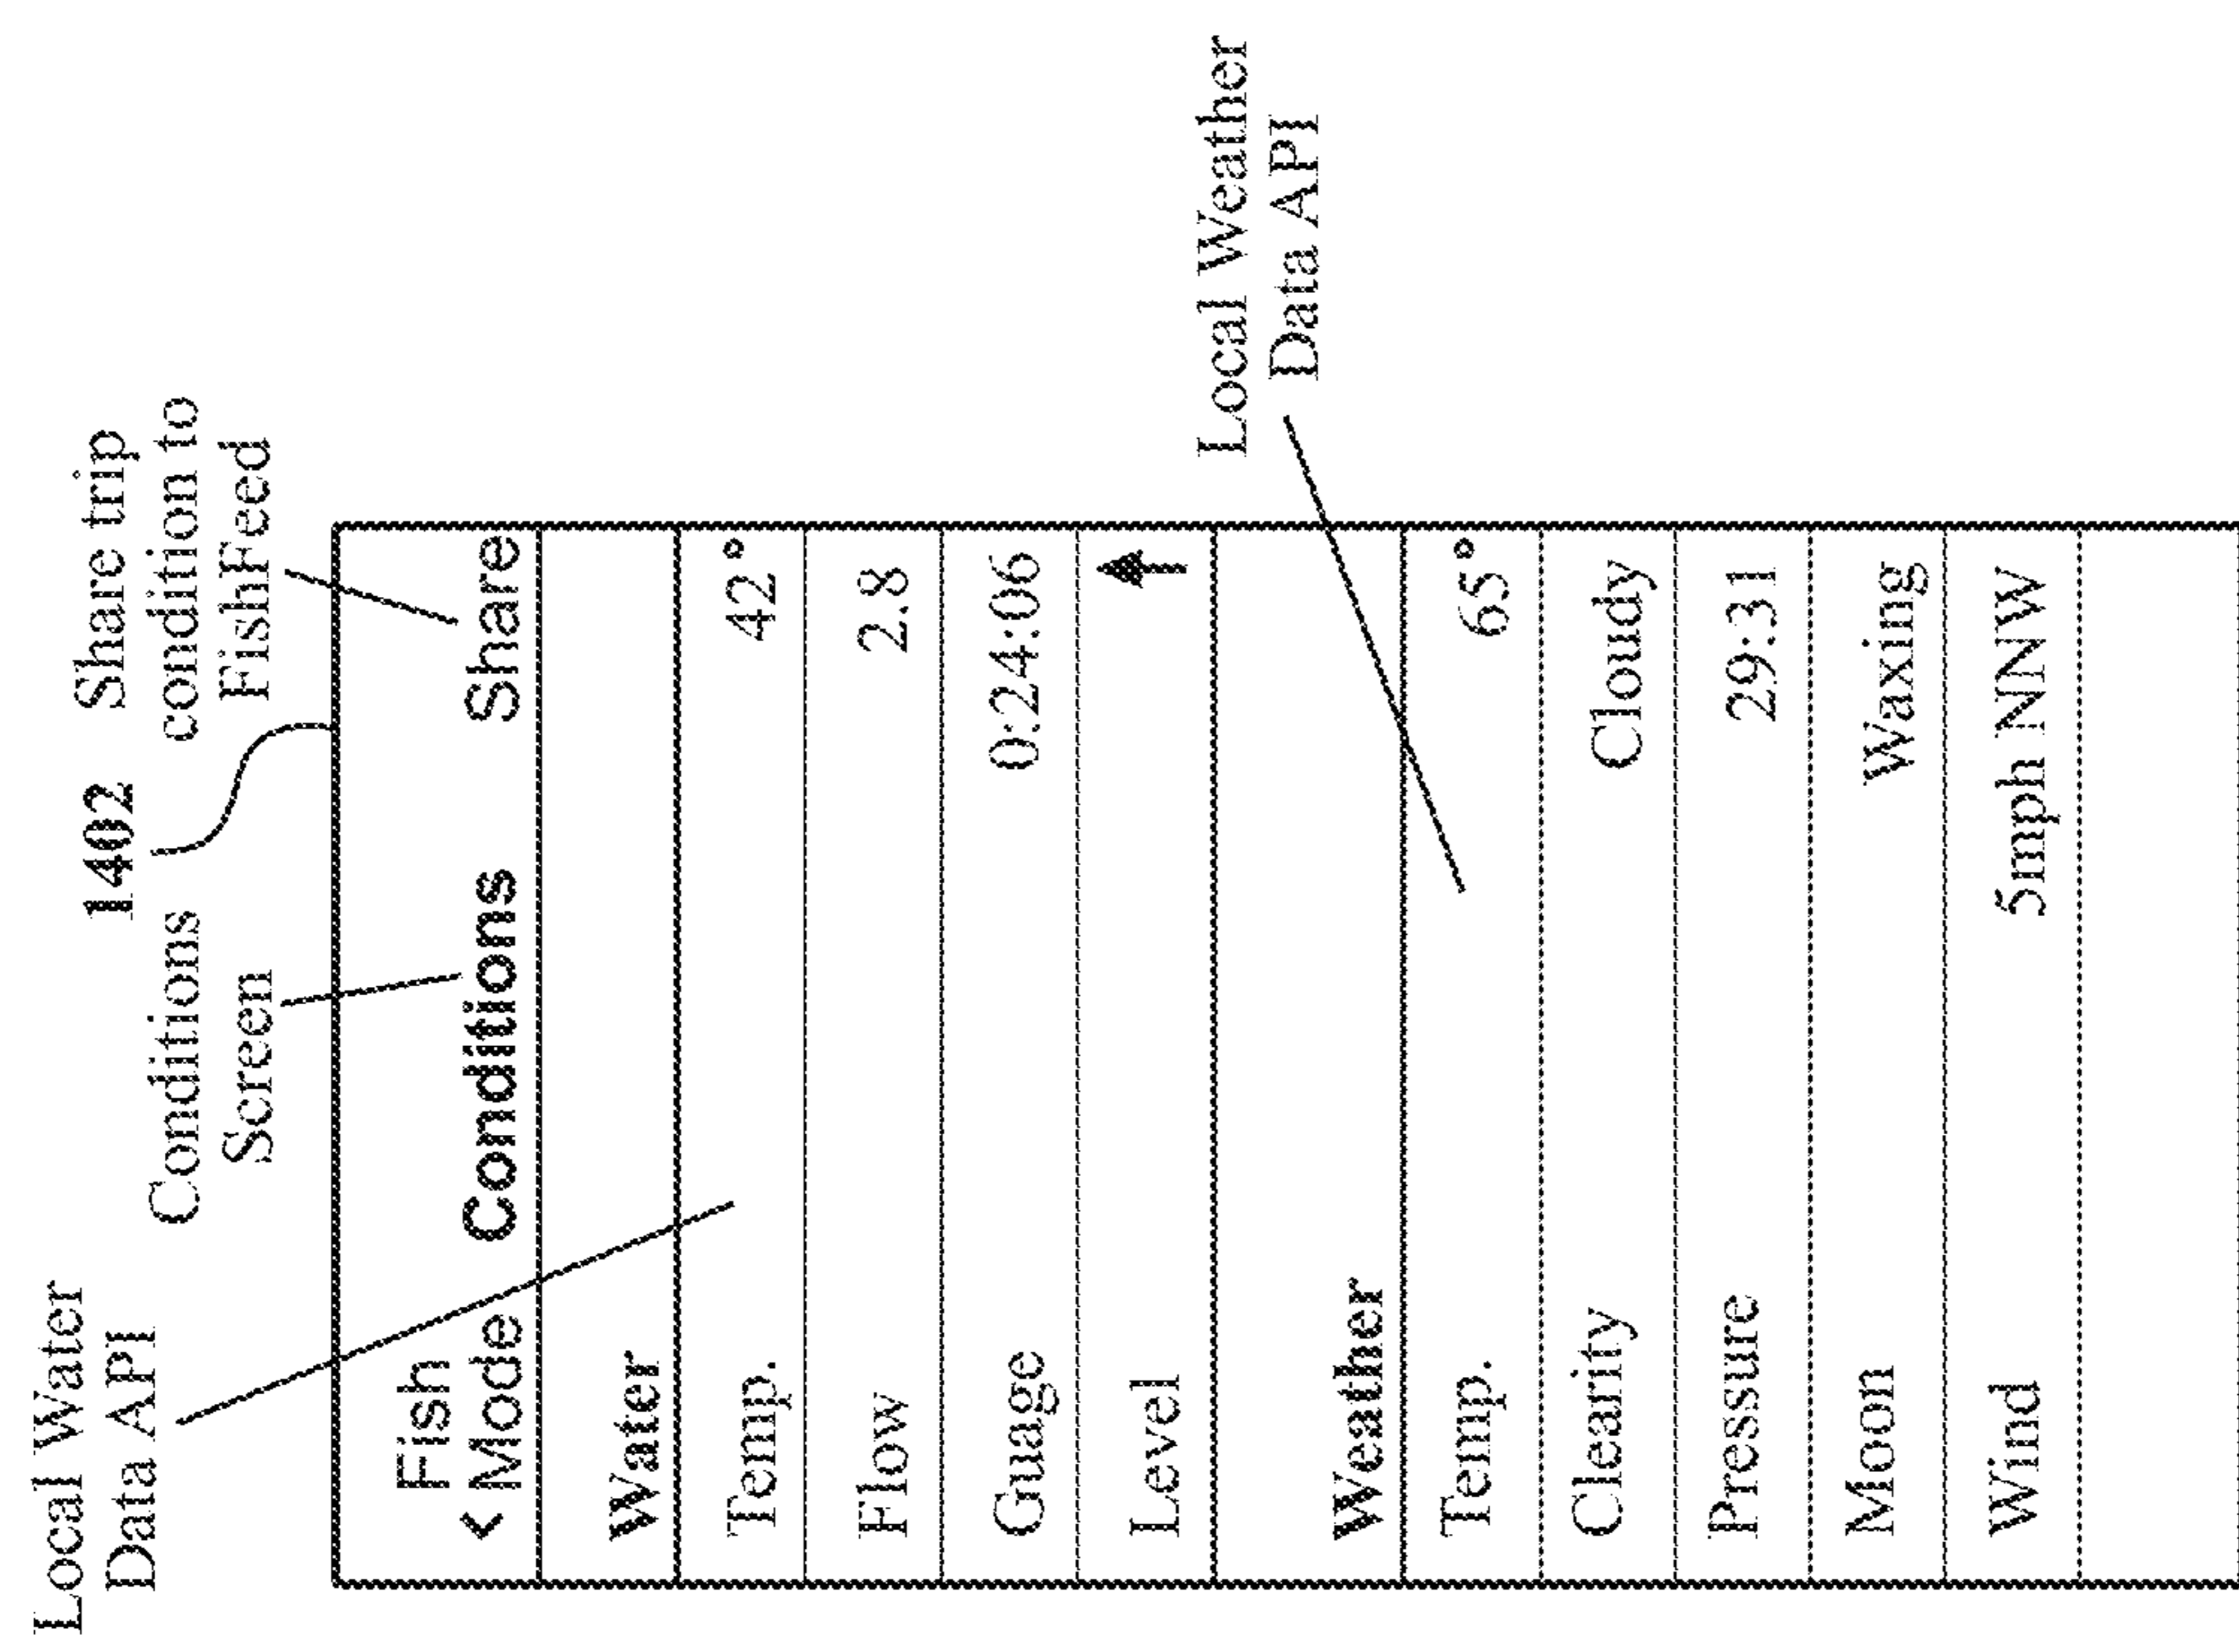 Local Water
Data API
Conditions
Screen
1402
Share trip
condition to
FishFeed
Fish
< Mode Conditions Share
Water
Temp. 42°
Flow 2.8
Guage 0:24:06
Level
Weather
Temp. 65°
Clearity Cloudy
Pressure 29:31
Moon Waxing
Wind 5mph NNW
Local Weather
Data API